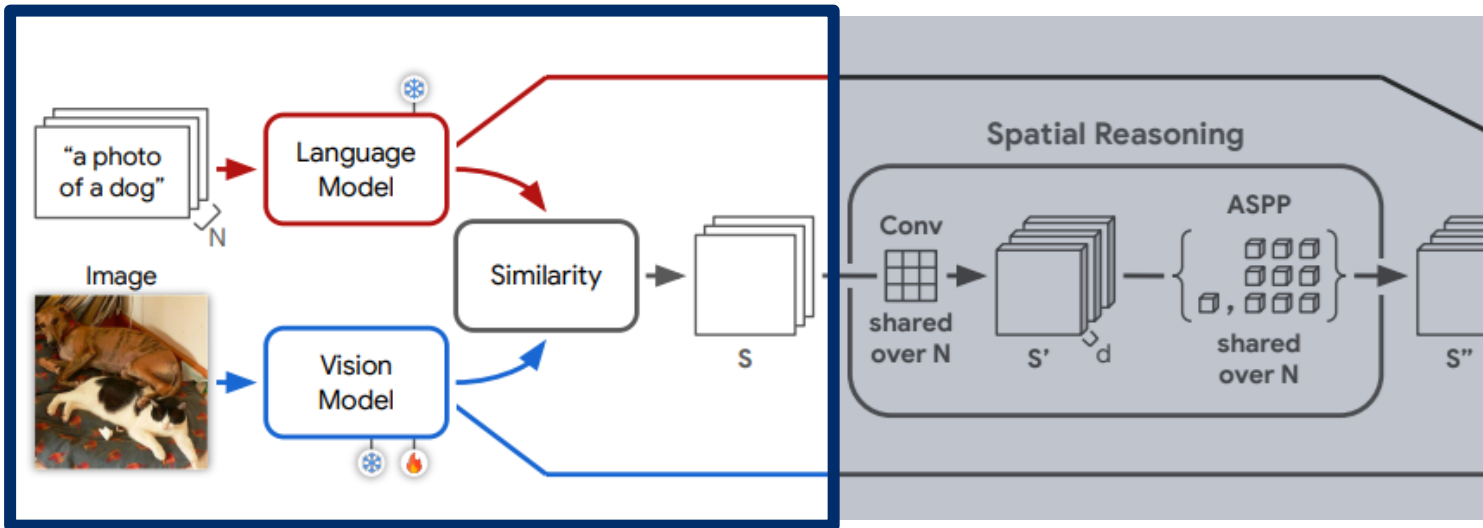 “a photo
of a dog”
N
Language
Model
Image
Vision
Model
Similarity
S
Spatial Reasoning
Conv
shared
over N
S'
d
ASPP
{ , }
shared
over N
S"